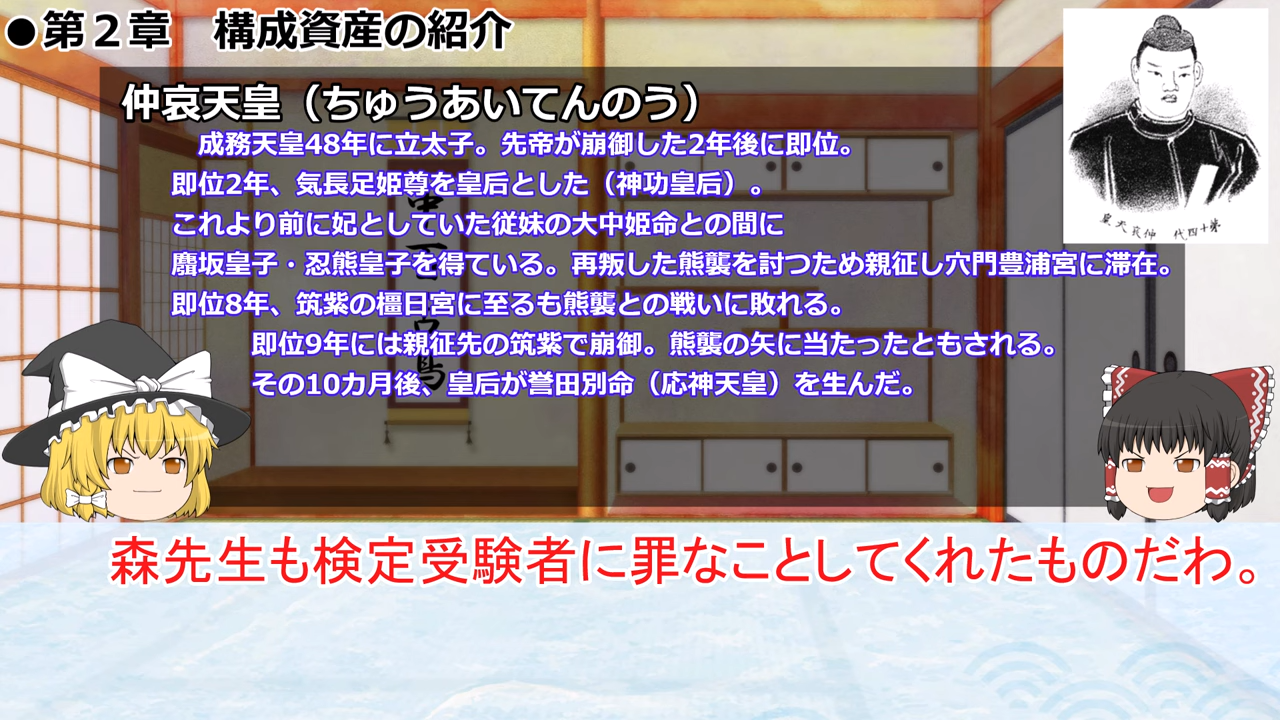 ●第２章　構成資産の紹介
仲哀天皇（ちゅうあいてんのう）
成務天皇48年に立太子。先帝が崩御した2年後に即位。
即位2年、気長足姫尊を皇后とした（神功皇后）。
これより前に妃としていた従妹の大中姫命との間に
麛坂皇子・忍熊皇子を得ている。再叛した熊襲を討つため親征し穴門豊浦宮に滞在。
即位8年、筑紫の橿日宮に至るも熊襲との戦いに敗れる。
即位9年には親征先の筑紫で崩御。熊襲の矢に当たったともされる。
その10カ月後、皇后が誉田別命（応神天皇）を生んだ。
第十四代 仲哀天皇
森先生も検定受験者に罪なことしてくれたものだわ。